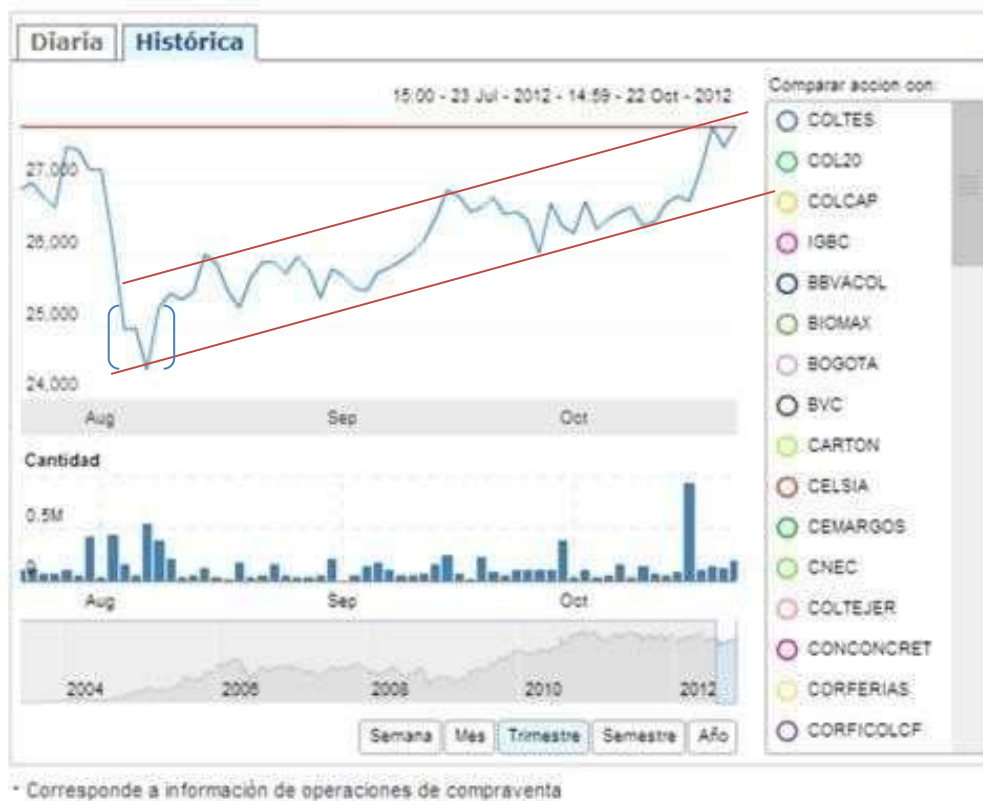 Diaria Histórica
15:00 - 23 Jul - 2012 - 14:59 - 22 Oct - 2012
27,000
26,000
25,000
24,000
Aug Sep Oct
Cantidad
0.5M
0
Aug Sep Oct
2004 2006 2008 2010 2012
Semana Mes Trimestre Semestre Año
Comparar accion con:
COLTES
COL20
COLCAP
IGBC
BBVACOL
BIOMAX
BOGOTA
BVC
CARTON
CELSIA
CEMARGOS
CNEC
COLTEJER
CONCONCRET
CORFERIAS
CORFICOLCF
* Corresponde a información de operaciones de compraventa